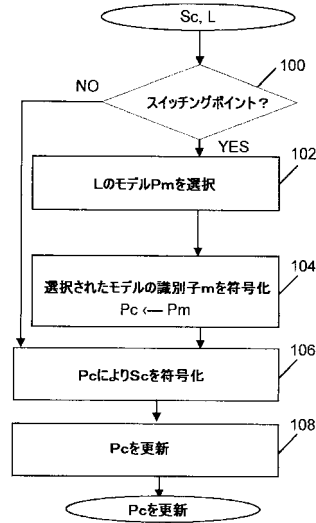 Sc, L
100
NO
スイッチングポイント？
YES
102
LのモデルPmを選択
104
選択されたモデルの識別子mを符号化
Pc ← Pm
106
PcによりScを符号化
108
Pcを更新
Pcを更新